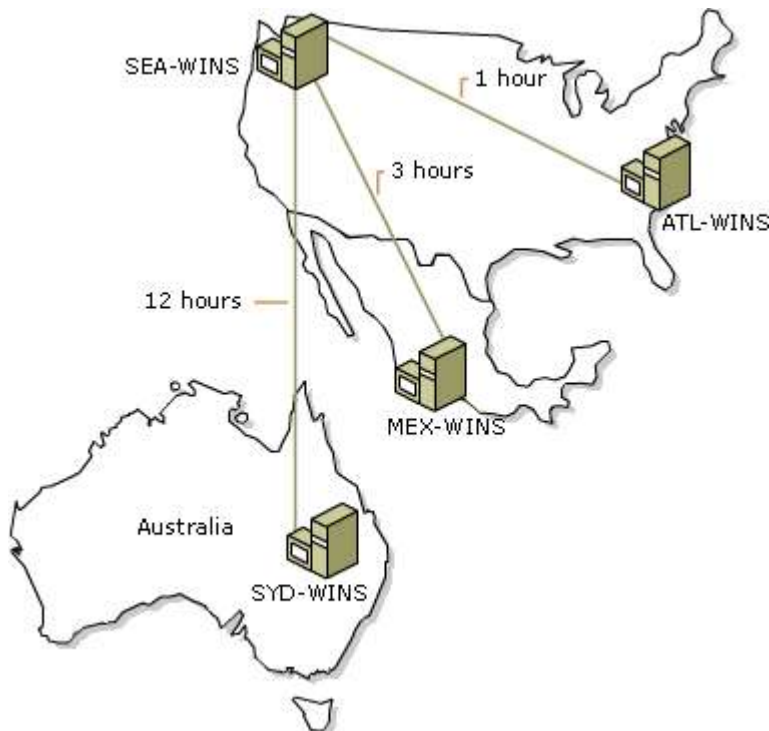 SEA-WINS
1 hour
3 hours
ATL-WINS
12 hours
MEX-WINS
Australia
SYD-WINS